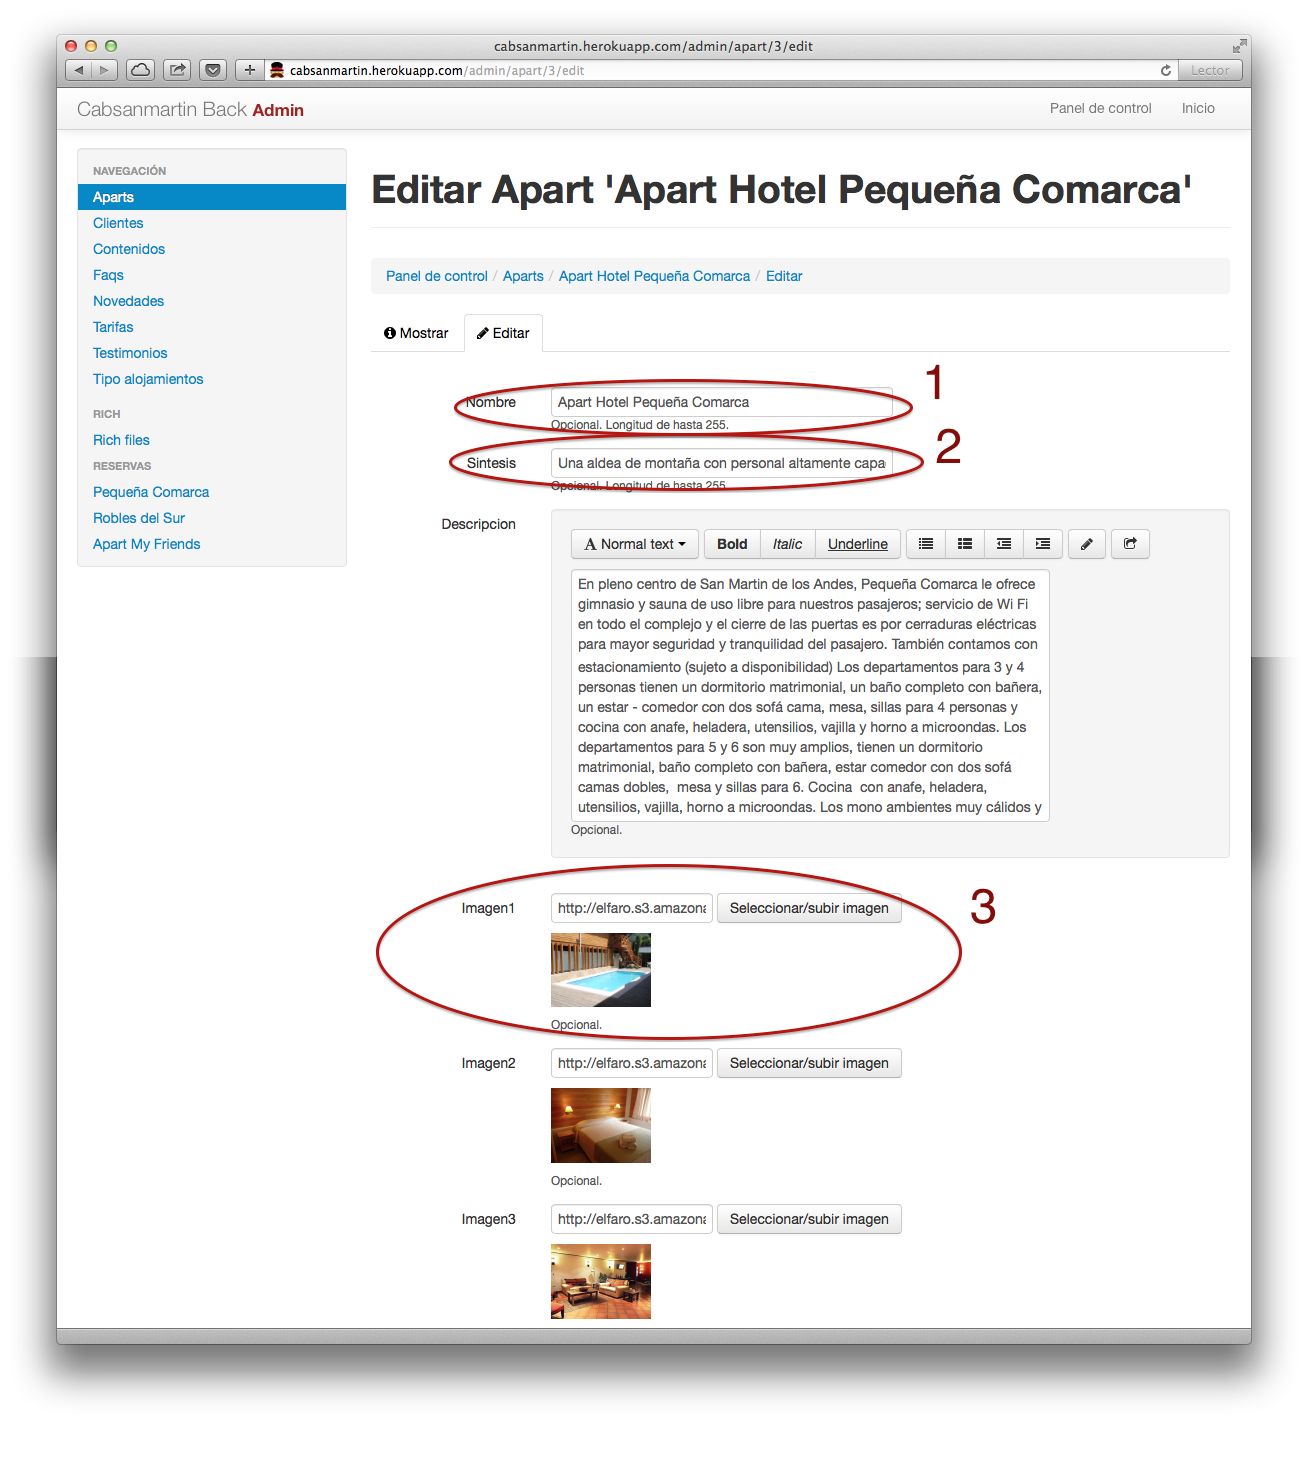 cabsanmartin.herokuapp.com/admin/apart/3/edit
cabsanmartin.herokuapp.com/admin/apart/3/edit
Lector
Cabsanmartin Back Admin
Panel de control
Inicio
NAVEGACIÓN
Aparts
Clientes
Contenidos
Faqs
Novedades
Tarifas
Testimonios
Tipo alojamientos
RICH
Rich files
RESERVAS
Pequeña Comarca
Robles del Sur
Apart My Friends
Editar Apart 'Apart Hotel Pequeña Comarca'
Panel de control / Aparts / Apart Hotel Pequeña Comarca / Editar
Mostrar
Editar
Nombre
Apart Hotel Pequeña Comarca
Opcional. Longitud de hasta 255.
1
Sintesis
Una aldea de montaña con personal altamente capa
Opcional. Longitud de hasta 255.
2
Descripcion
A Normal text
Bold
Italic
Underline
En pleno centro de San Martin de los Andes, Pequeña Comarca le ofrece
gimnasio y sauna de uso libre para nuestros pasajeros; servicio de Wi Fi
en todo el complejo y el cierre de las puertas es por cerraduras eléctricas
para mayor seguridad y tranquilidad del pasajero. También contamos con
estacionamiento (sujeto a disponibilidad) Los departamentos para 3 y 4
personas tienen un dormitorio matrimonial, un baño completo con bañera,
un estar - comedor con dos sofá cama, mesa, sillas para 4 personas y
cocina con anafe, heladera, utensilios, vajilla y horno a microondas. Los
departamentos para 5 y 6 son muy amplios, tienen un dormitorio
matrimonial, baño completo con bañera, estar comedor con dos sofá
camas dobles,  mesa y sillas para 6. Cocina  con anafe, heladera,
utensilios, vajilla, horno a microondas. Los mono ambientes muy cálidos y
Opcional.
Imagen1
http://elfaro.s3.amazona
Seleccionar/subir imagen
3
Opcional.
Imagen2
http://elfaro.s3.amazona
Seleccionar/subir imagen
Opcional.
Imagen3
http://elfaro.s3.amazona
Seleccionar/subir imagen